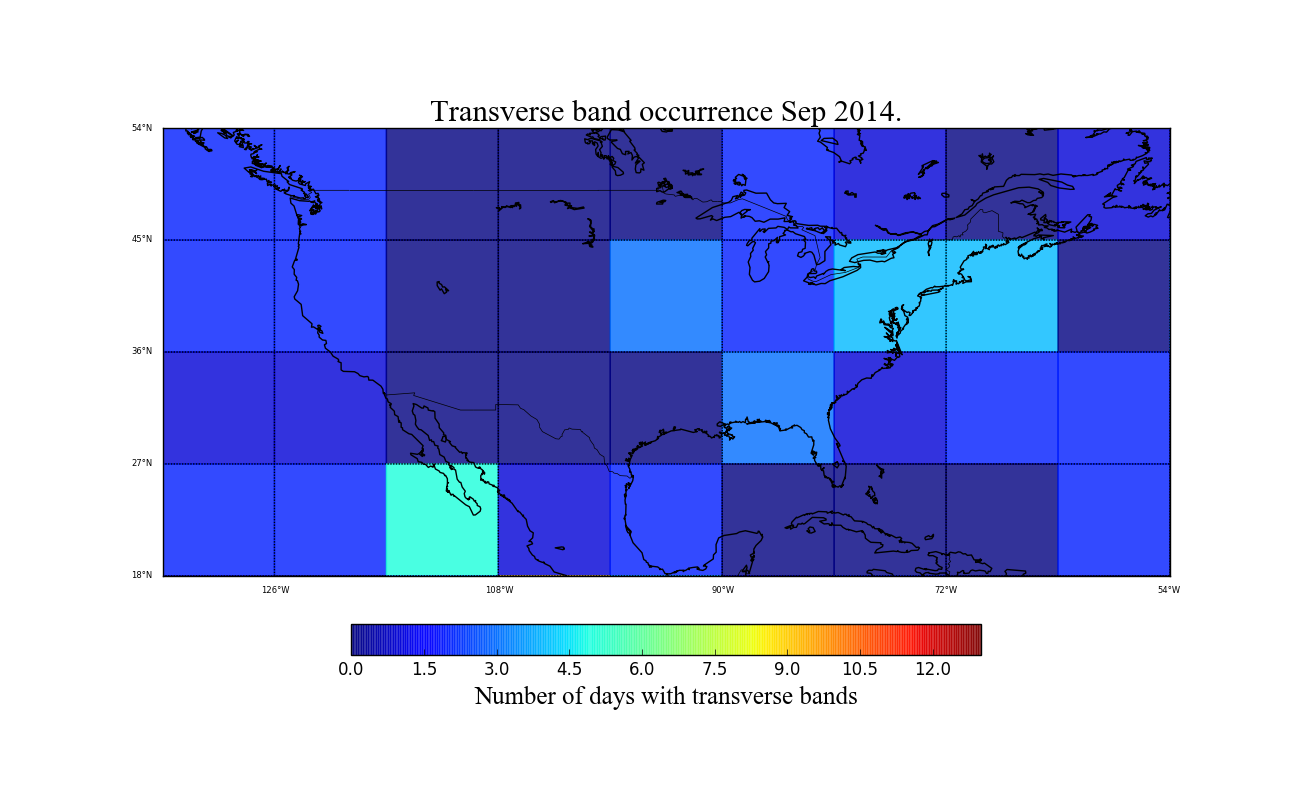 Transverse band occurrence Sep 2014.
54°N
45°N
36°N
27°N
18°N
126°W 108°W 90°W 72°W 54°W
0.0 1.5 3.0 4.5 6.0 7.5 9.0 10.5 12.0
Number of days with transverse bands